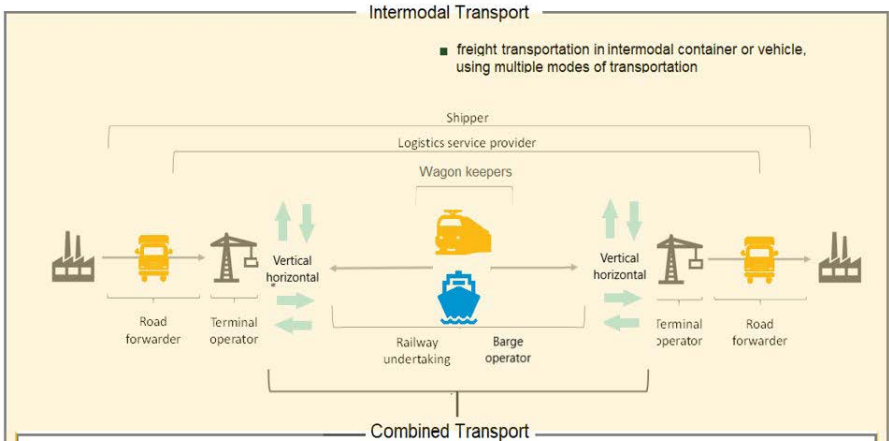 Intermodal Transport
■ freight transportation in intermodal container or vehicle,
using multiple modes of transportation
Shipper
Logistics service provider
Wagon keepers
Vertical
horizontal
Vertical
horizontal
Road
forwarder
Terminal
operator
Railway
undertaking
Barge
operator
Terminal
operator
Road
forwarder
Combined Transport